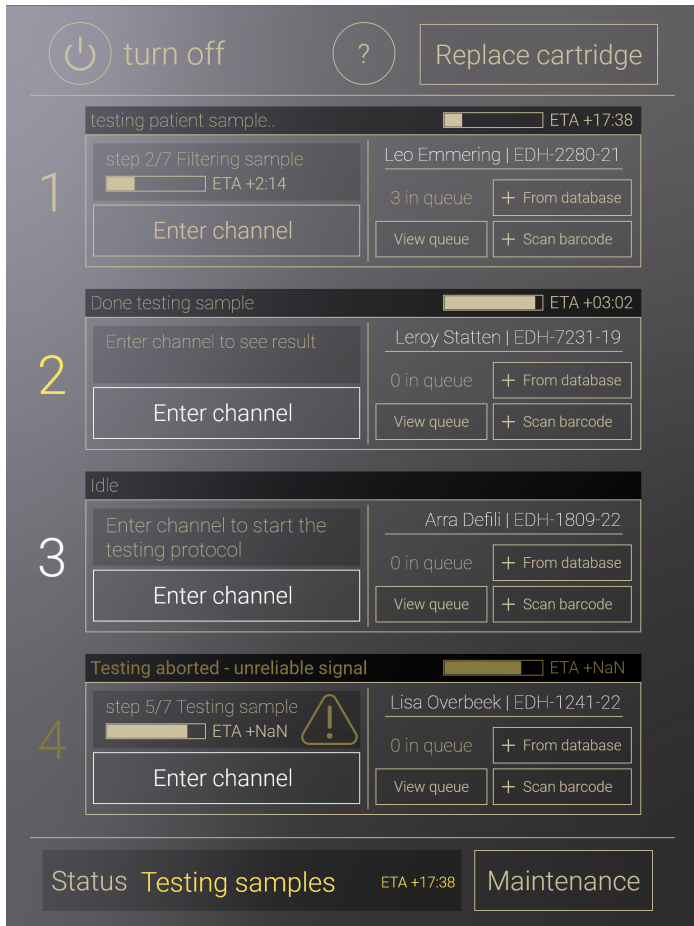 turn off
?
Replace cartridge
testing patient sample..
ETA +17:38
1
step 2/7 Filtering sample
ETA +2:14
Enter channel
Leo Emmering | EDH-2280-21
3 in queue
+ From database
View queue
+ Scan barcode
Done testing sample
ETA +03:02
2
Enter channel to see result
Enter channel
Leroy Statten | EDH-7231-19
0 in queue
+ From database
View queue
+ Scan barcode
Idle
3
Enter channel to start the
testing protocol
Enter channel
Arra Defili | EDH-1809-22
0 in queue
+ From database
View queue
+ Scan barcode
Testing aborted - unreliable signal
ETA +NaN
4
step 5/7 Testing sample
ETA +NaN
Enter channel
Lisa Overbeek | EDH-1241-22
0 in queue
+ From database
View queue
+ Scan barcode
Status Testing samples ETA +17:38
Maintenance